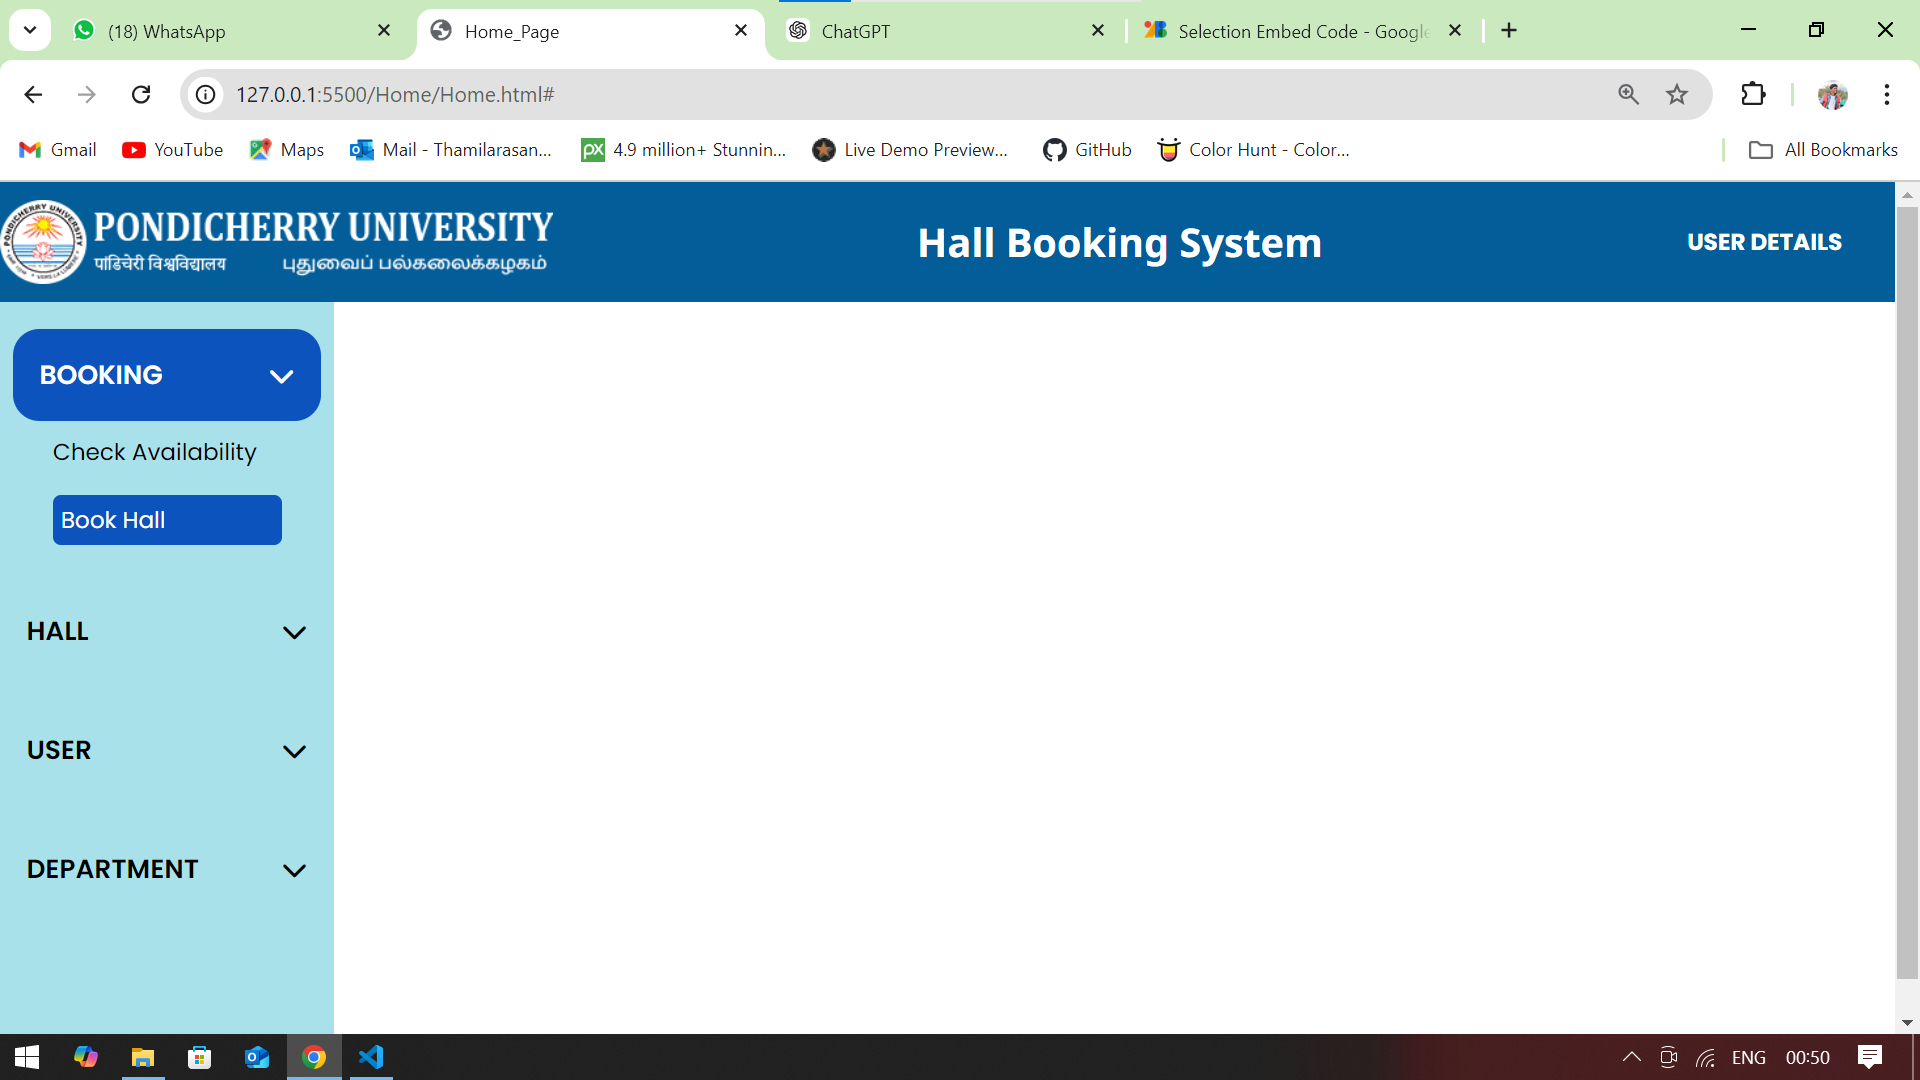 (18) WhatsApp
Home_Page
ChatGPT
Selection Embed Code - Google
127.0.0.1:5500/Home/Home.html#
Gmail
YouTube
Maps
Mail - Thamilarasan...
px
4.9 million+ Stunnin...
Live Demo Preview...
GitHub
Color Hunt - Color...
All Bookmarks
PONDICHERRY UNIVERSITY
पांडिचेरी विश्वविद्यालय புதுவைப் பல்கலைக்கழகம்
Hall Booking System
USER DETAILS
BOOKING
Check Availability
Book Hall
HALL
USER
DEPARTMENT
ENG
00:50